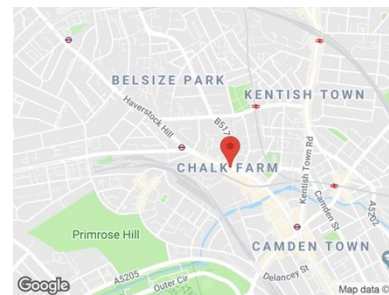 BELSIZE PARK
KENTISH TOWN
Haverstock Hill
B517
CHALK FARM
Kentish Town Rd
Camden St
A5202
Primrose Hill
CAMDEN TOWN
A5205
Outer Cir
Delancey St
Google
Map data ©